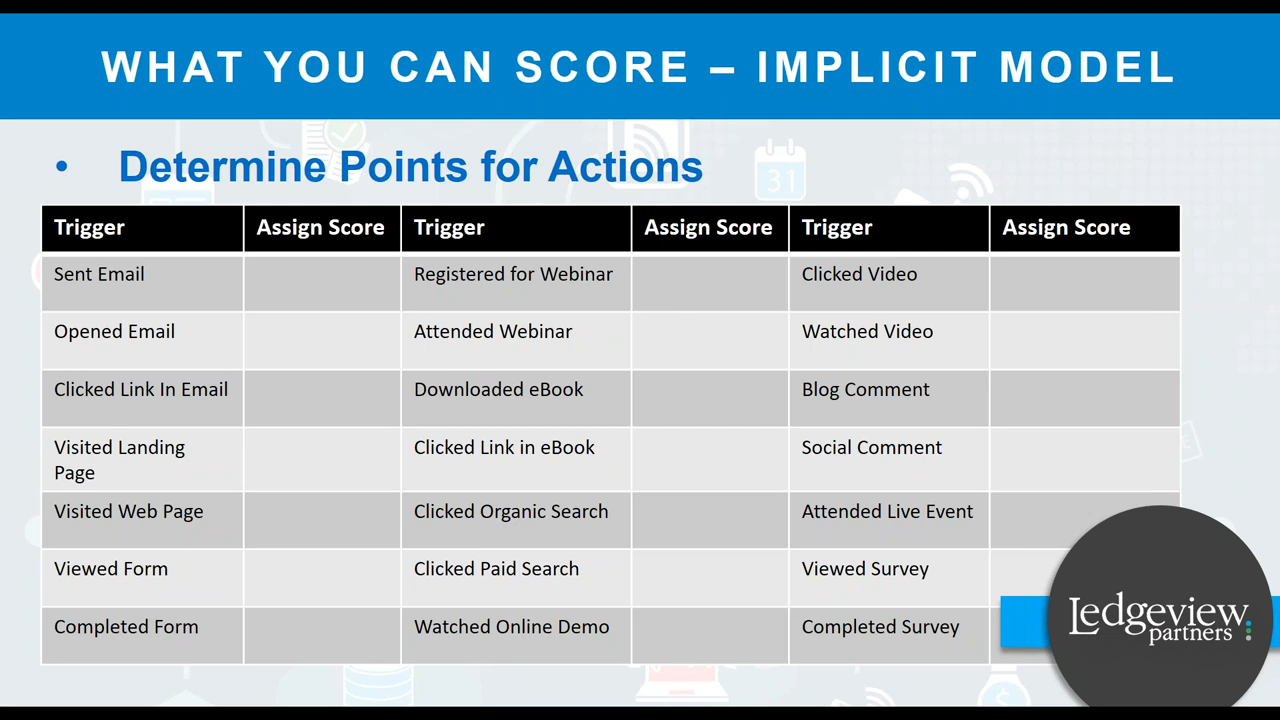 WHAT YOU CAN SCORE – IMPLICIT MODEL
• Determine Points for Actions
Trigger Assign Score Trigger Assign Score Trigger Assign Score
Sent Email Registered for Webinar Clicked Video
Opened Email Attended Webinar Watched Video
Clicked Link In Email Downloaded eBook Blog Comment
Visited Landing Page Clicked Link in eBook Social Comment
Visited Web Page Clicked Organic Search Attended Live Event
Viewed Form Clicked Paid Search Viewed Survey
Completed Form Watched Online Demo Completed Survey
Ledgeview
partners
31